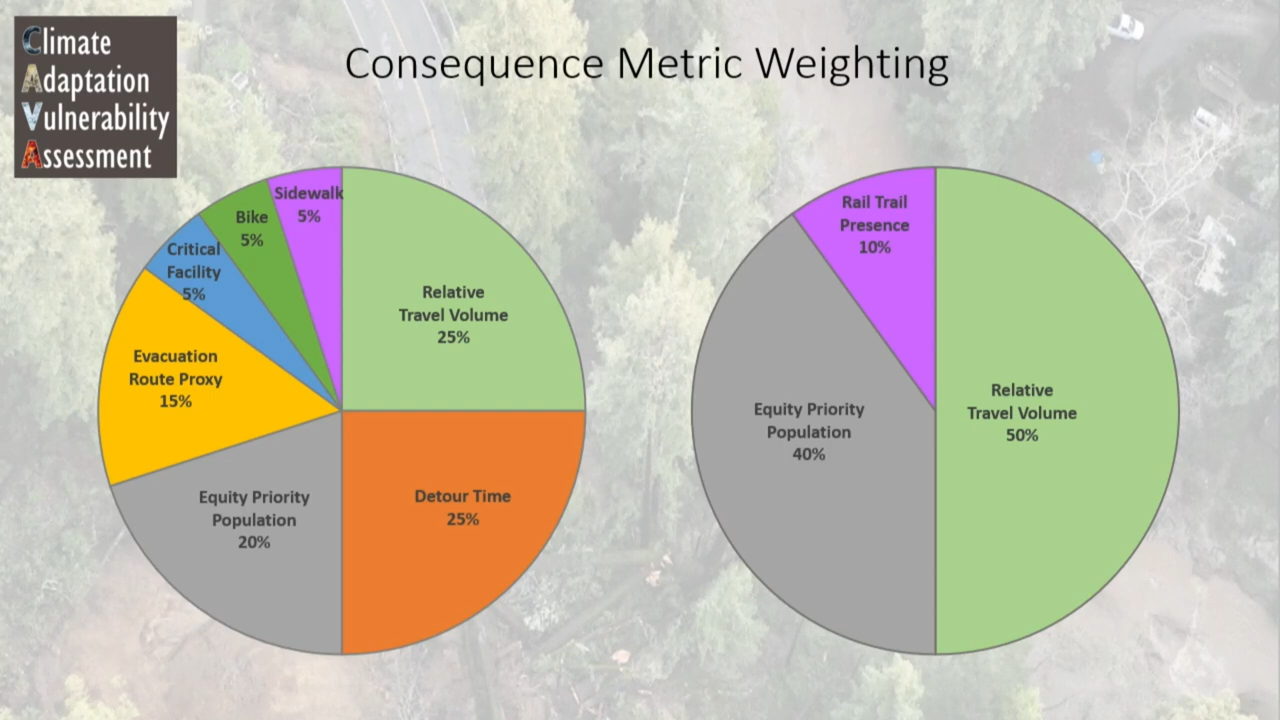 Climate
Adaptation
Vulnerability
Assessment
Consequence Metric Weighting
Sidewalk
5%
Bike
5%
Critical
Facility
5%
Evacuation
Route Proxy
15%
Equity Priority
Population
20%
Relative
Travel Volume
25%
Detour Time
25%
Rail Trail
Presence
10%
Equity Priority
Population
40%
Relative
Travel Volume
50%